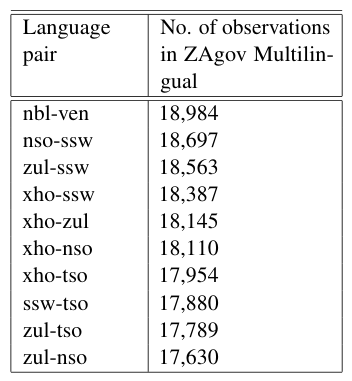 Language pair No. of observations in ZAgov Multilin-gual
nbl-ven 18,984
nso-ssw 18,697
zul-ssw 18,563
xho-ssw 18,387
xho-zul 18,145
xho-nso 18,110
xho-tso 17,954
ssw-tso 17,880
zul-tso 17,789
zul-nso 17,630